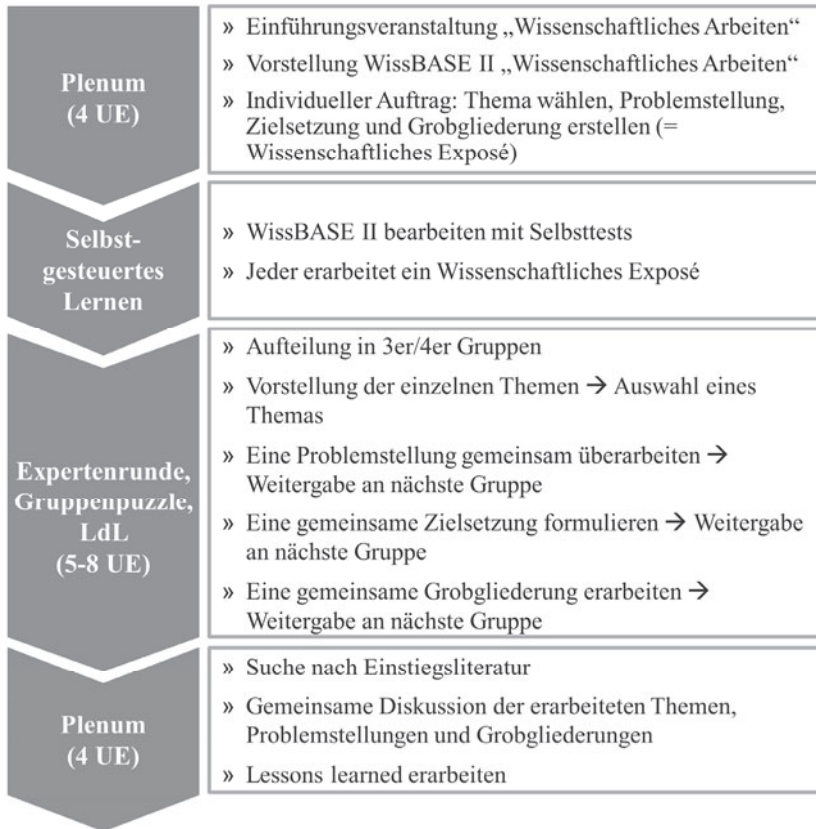 Plenum
(4 UE)
» Einführungsveranstaltung „Wissenschaftliches Arbeiten“
» Vorstellung WissBASE II „Wissenschaftliches Arbeiten“
» Individueller Auftrag: Thema wählen, Problemstellung,
Zielsetzung und Grobgliederung erstellen (=
Wissenschaftliches Exposé)
Selbst-
gesteuertes
Lernen
» WissBASE II bearbeiten mit Selbsttests
» Jeder erarbeitet ein Wissenschaftliches Exposé
Expertenrunde,
Gruppenpuzzle,
LdL
(5-8 UE)
» Aufteilung in 3er/4er Gruppen
» Vorstellung der einzelnen Themen → Auswahl eines
Themas
» Eine Problemstellung gemeinsam überarbeiten →
Weitergabe an nächste Gruppe
» Eine gemeinsame Zielsetzung formulieren → Weitergabe
an nächste Gruppe
» Eine gemeinsame Grobgliederung erarbeiten →
Weitergabe an nächste Gruppe
Plenum
(4 UE)
» Suche nach Einstiegsliteratur
» Gemeinsame Diskussion der erarbeiteten Themen,
Problemstellungen und Grobgliederungen
» Lessons learned erarbeiten